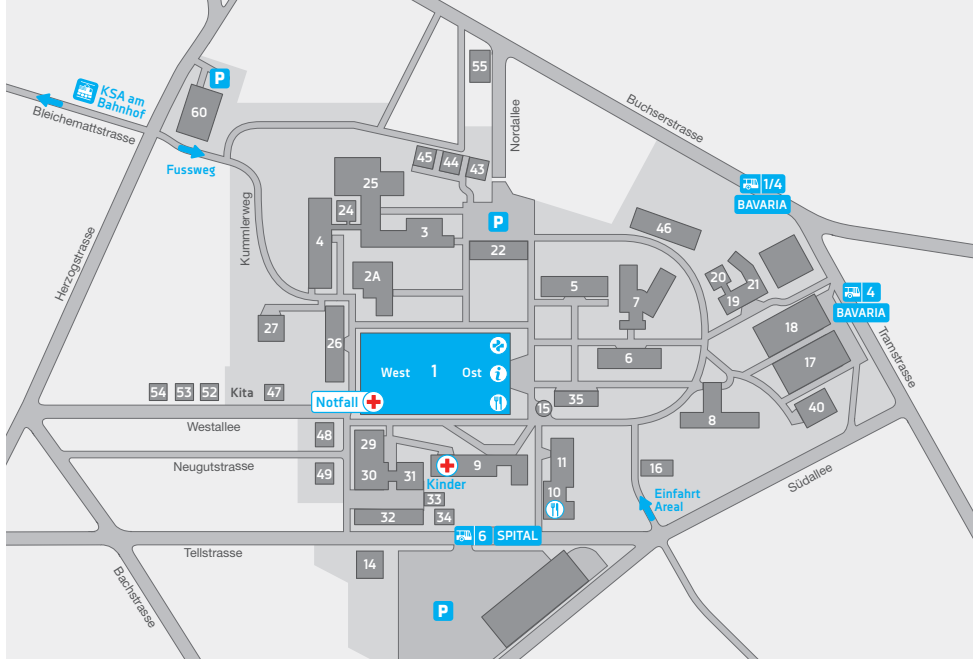 55
P
60
KSA am
Bahnhof
Bleichemattstrasse
Fussweg
Nordallee
Buchserstrasse
1/4
BAVARIA
45
44
43
25
24
3
4
P
22
46
Kummlerweg
Herzogstrasse
2A
5
7
20
21
19
4
BAVARIA
27
26
18
17
Tramstrasse
6
West
1
Ost
i
54
53
52
Kita
47
Notfall
15
35
8
40
Westallee
48
29
Neugutstrasse
49
30
31
9
Kinder
11
10
16
33
34
32
Einfahrt
Areal
Südallee
6
SPITAL
Tellstrasse
14
Bachstrasse
P